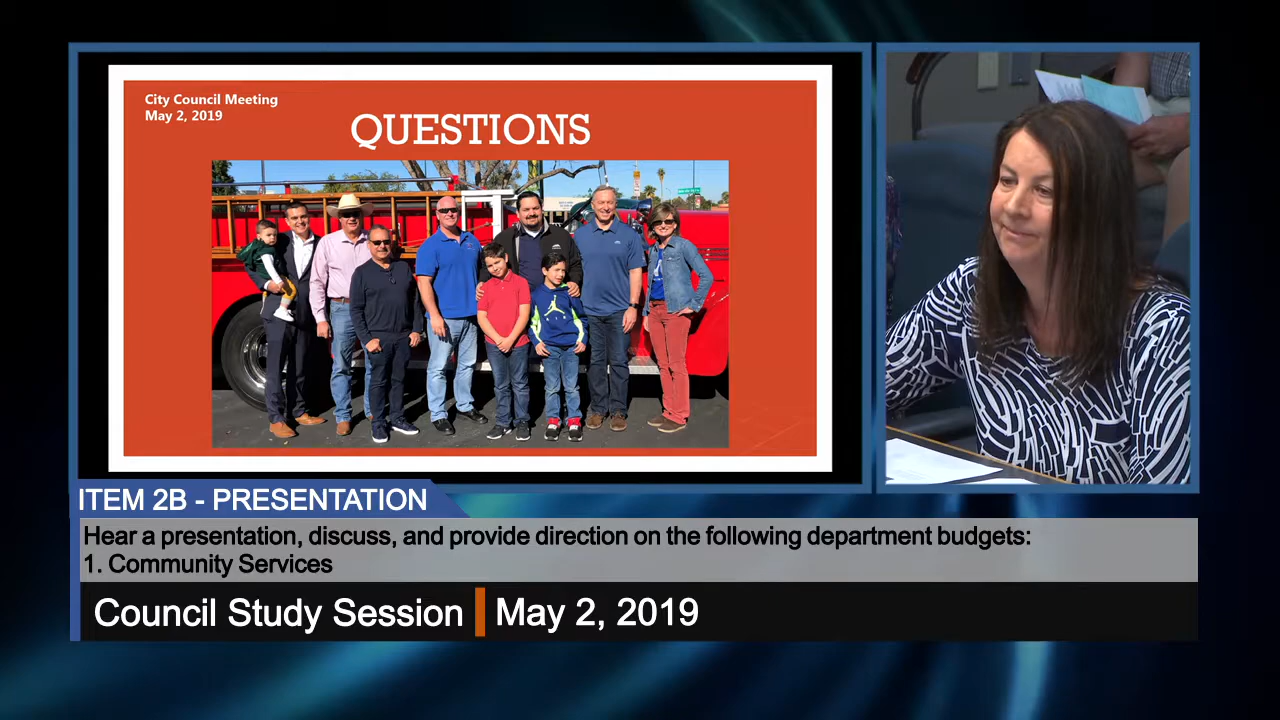 City Council Meeting
May 2, 2019
QUESTIONS
ITEM 2B - PRESENTATION
Hear a presentation, discuss, and provide direction on the following department budgets:
1. Community Services
Council Study Session
May 2, 2019